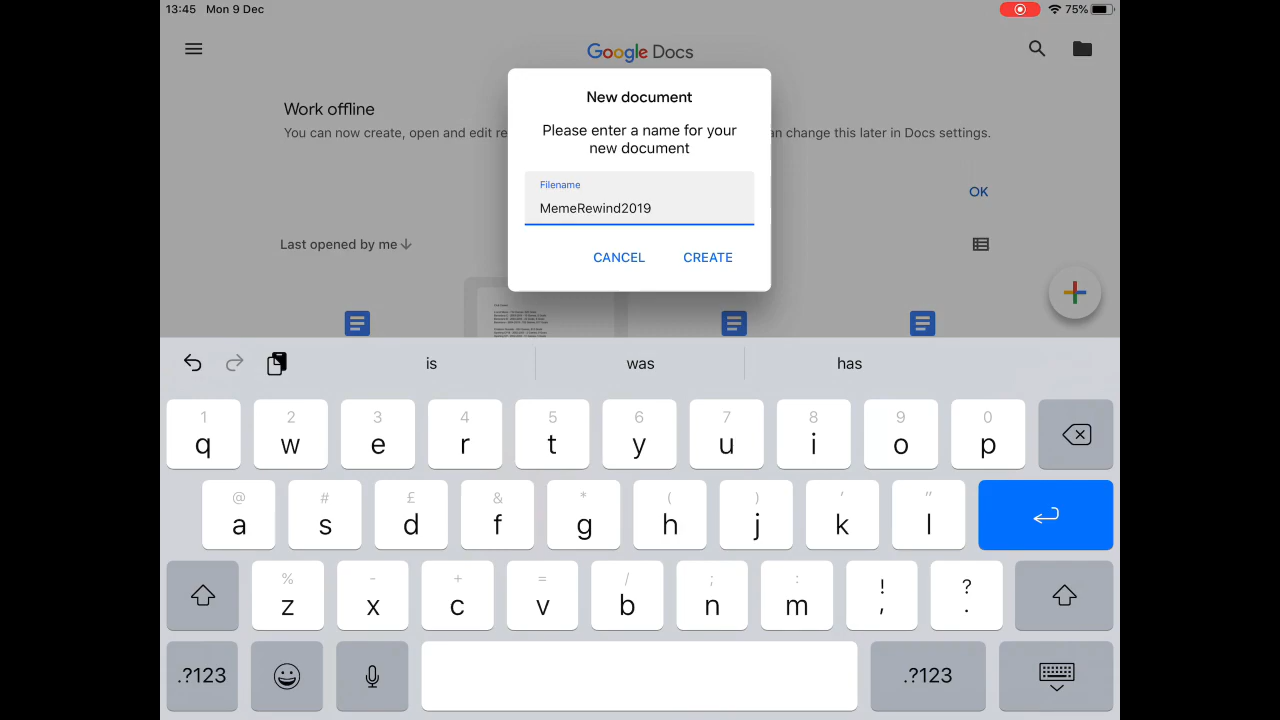 13:45 Mon 9 Dec
75%
Google Docs
Work offline
You can now create, open and edit re
an change this later in Docs settings.
OK
Last opened by me
New document
Please enter a name for your
new document
Filename
MemeRewind2019
CANCEL CREATE
is was has
1 2 3 4 5 6 7 8 9 0
q w e r t y u i o p
@ # £ & * ( ) ' "
a s d f g h j k l
% - + = / ; : ! ?
z x c v b n m , .
.?123 .?123